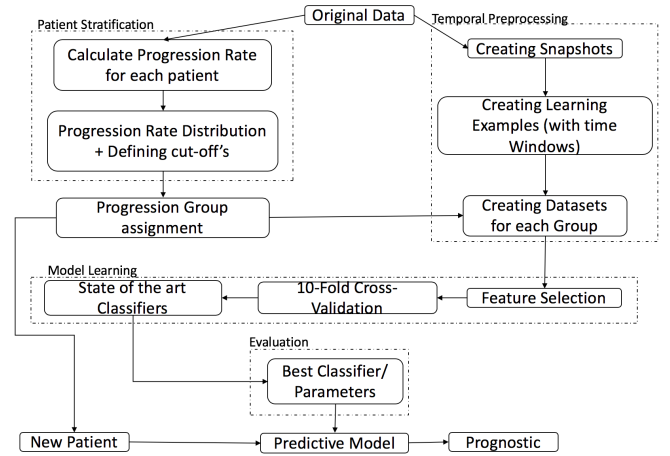 Original Data
Patient Stratification
Calculate Progression Rate
for each patient
Progression Rate Distribution
+ Defining cut-off's
Progression Group
assignment
Temporal Preprocessing
Creating Snapshots
Creating Learning
Examples (with time
Windows)
Creating Datasets
for each Group
Model Learning
State of the art
Classifiers
10-Fold Cross-
Validation
Feature Selection
Evaluation
Best Classifier/
Parameters
New Patient
Predictive Model
Prognostic